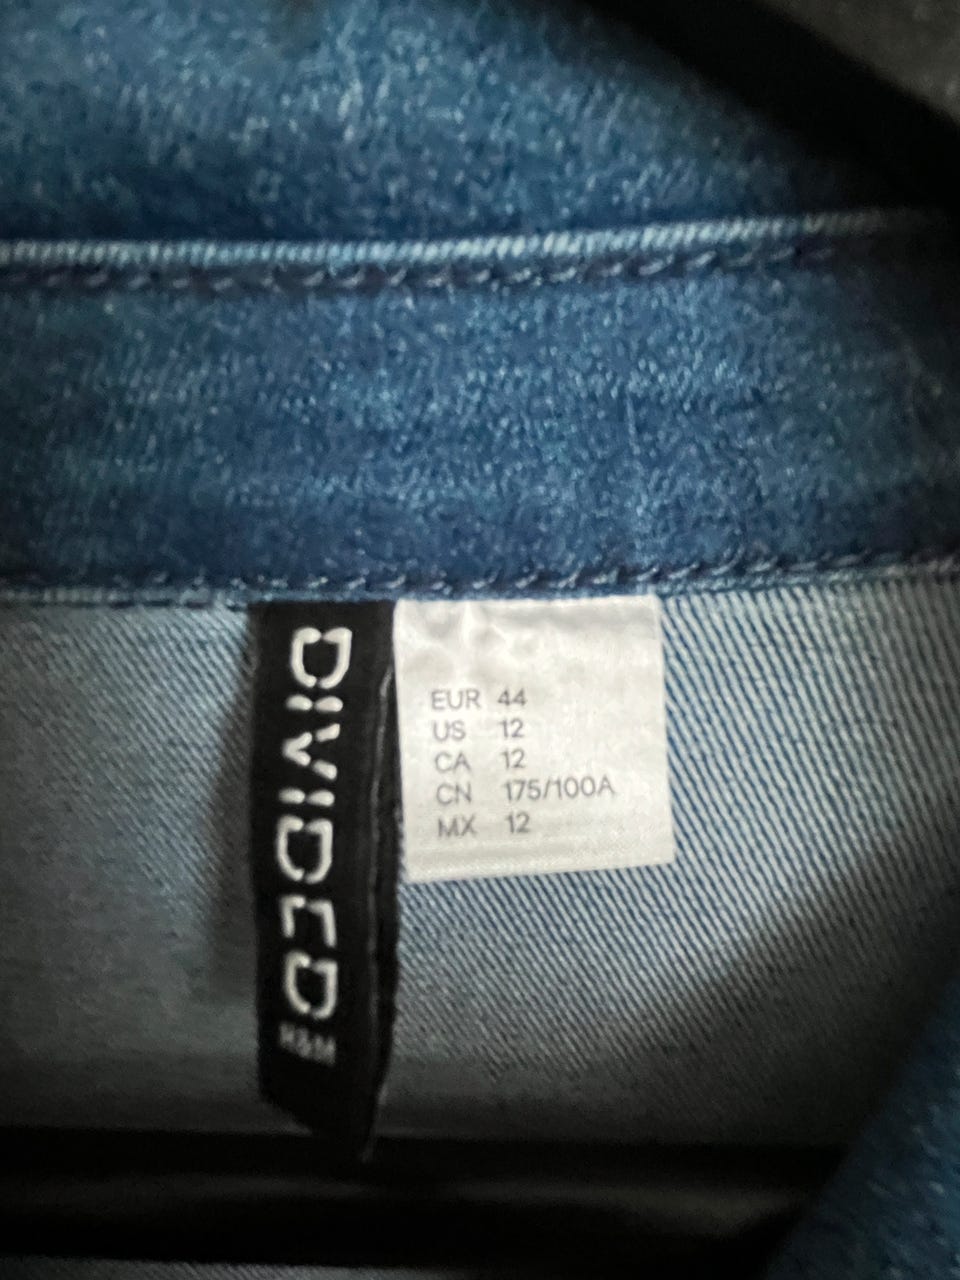 DIVIDED
H&M
EUR 44
US 12
CA 12
CN 175/100A
MX 12